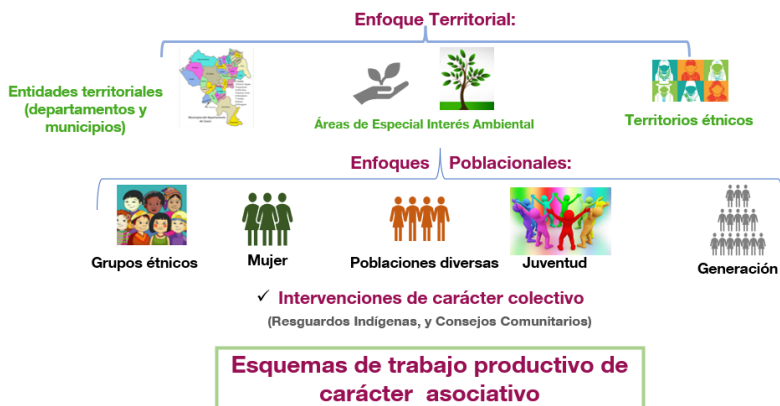 Enfoque Territorial:
Entidades territoriales
(departamentos y
municipios)
Áreas de Especial Interés Ambiental
Territorios étnicos
Enfoques Poblacionales:
Grupos étnicos
Mujer
Poblaciones diversas
Juventud
Generación
✓ Intervenciones de carácter colectivo
(Resguardos Indígenas, y Consejos Comunitarios)
Esquemas de trabajo productivo de
carácter asociativo